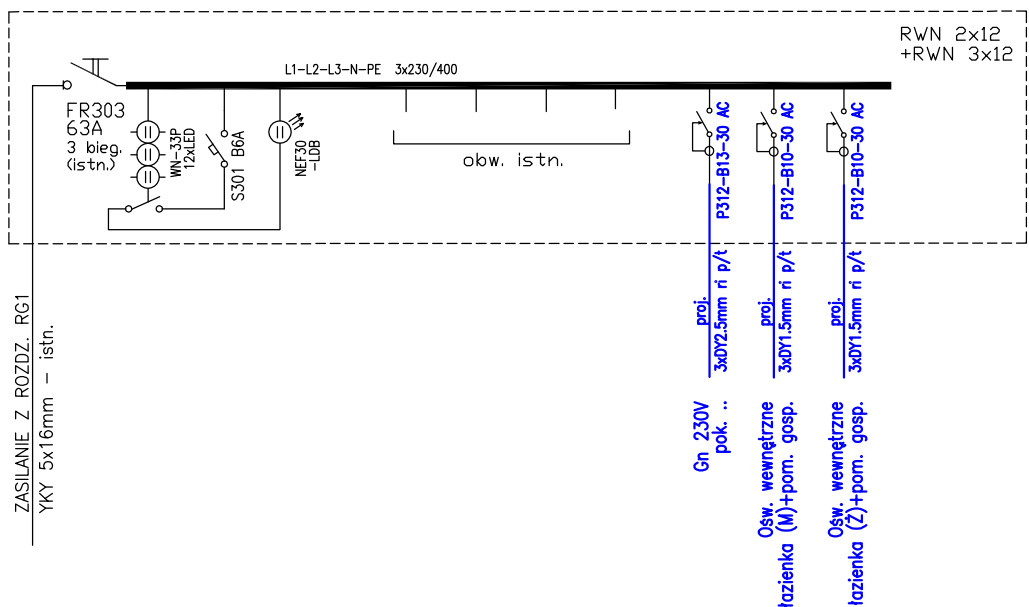 RWN 2x12
+RWN 3x12
L1-L2-L3-N-PE 3x230/400
FR303
63A
3 bieg.
(istn.)
WN-33P
12xLED
S301 B6A
NEF30
-LDB
obw. istn.
P312-B13-30 AC
P312-B10-30 AC
P312-B10-30 AC
ZASILANIE Z ROZDZ. RG1
YKY 5x16mm - istn.
proj.
3xDY2.5mm ri p/t
proj.
3xDY1.5mm ri p/t
proj.
3xDY1.5mm ri p/t
Gn 230V
pok. ..
Ośw. wewnętrzne
łazienka (M)+pom. gosp.
Ośw. wewnętrzne
łazienka (Ż)+pom. gosp.